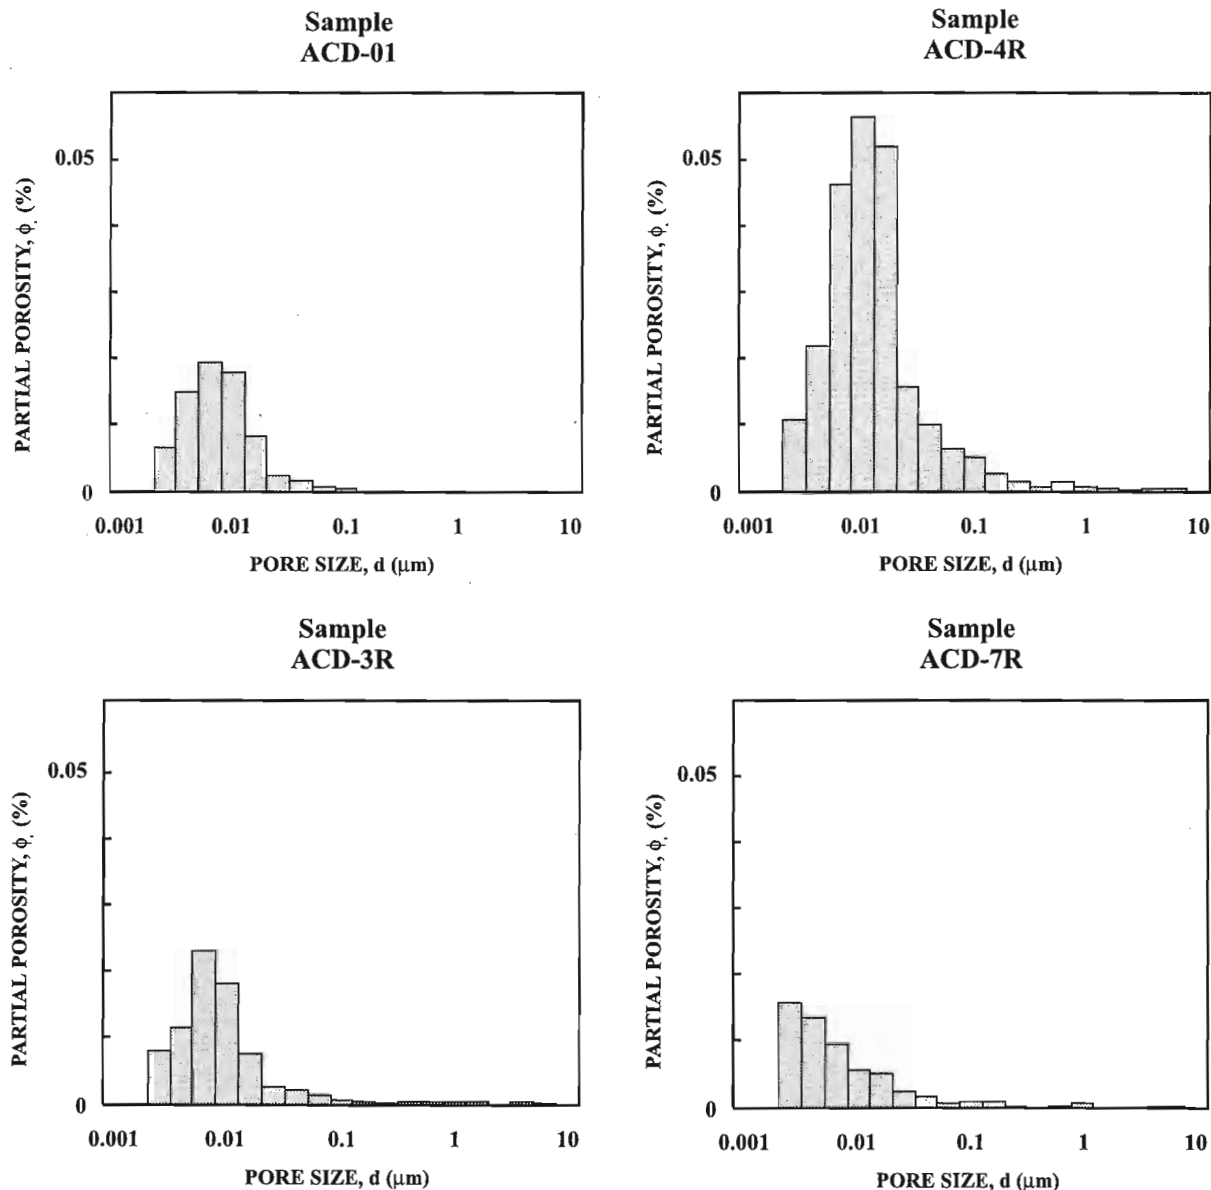 Sample
ACD-01
0.05
0
PARTIAL POROSITY, ϕ. (%)
0.001 0.01 0.1 1 10
PORE SIZE, d (μm)
Sample
ACD-4R
0.05
0
PARTIAL POROSITY, ϕ. (%)
0.001 0.01 0.1 1 10
PORE SIZE, d (μm)
Sample
ACD-3R
0.05
0
PARTIAL POROSITY, ϕ. (%)
0.001 0.01 0.1 1 10
PORE SIZE, d (μm)
Sample
ACD-7R
0.05
0
PARTIAL POROSITY, ϕ. (%)
0.001 0.01 0.1 1 10
PORE SIZE, d (μm)